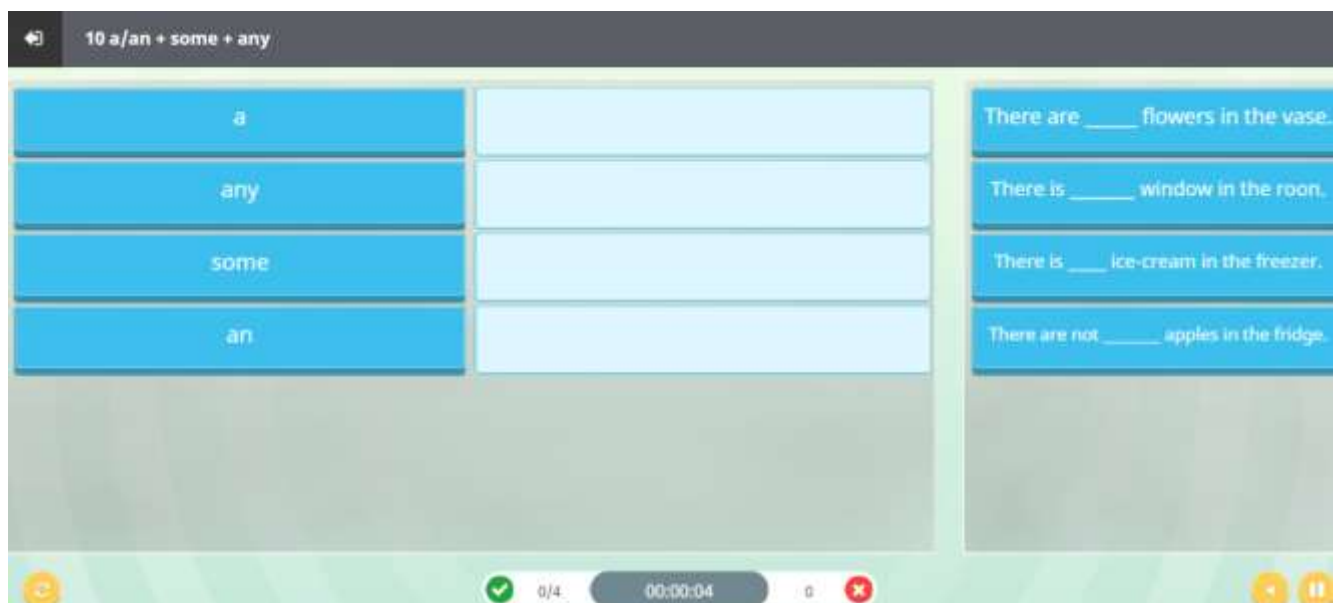 10 a/an + some + any
a
There are _____ flowers in the vase.
any
There is _______ window in the roon.
some
There is ____ ice-cream in the freezer.
an
There are not _______ apples in the fridge.
0/4
00:00:04
0